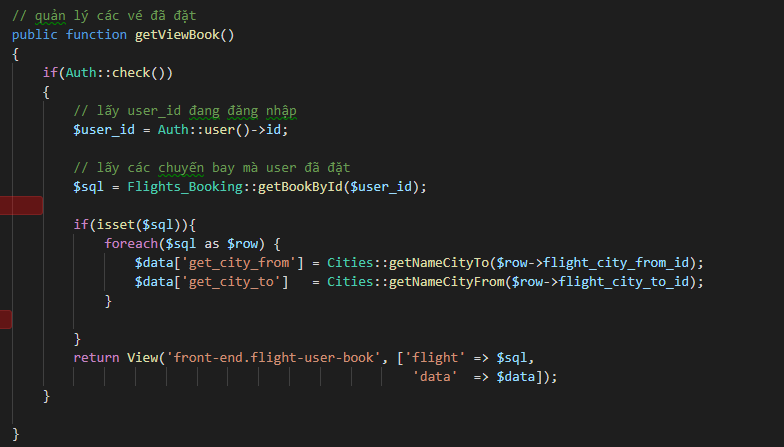 // quản lý các vé đã đặt
public function getViewBook()
{
    if(Auth::check())
    {
        // lấy user_id đang đăng nhập
        $user_id = Auth::user()->id;
        // lấy các chuyến bay mà user đã đặt
        $sql = Flights_Booking::getBookById($user_id);
        if(isset($sql)){
            foreach($sql as $row) {
                $data['get_city_from'] = Cities::getNameCityTo($row->flight_city_from_id);
                $data['get_city_to']   = Cities::getNameCityFrom($row->flight_city_to_id);
            }
        }
        return View('front-end.flight-user-book', ['flight' => $sql,
                                                    'data'  => $data]);
    }
}